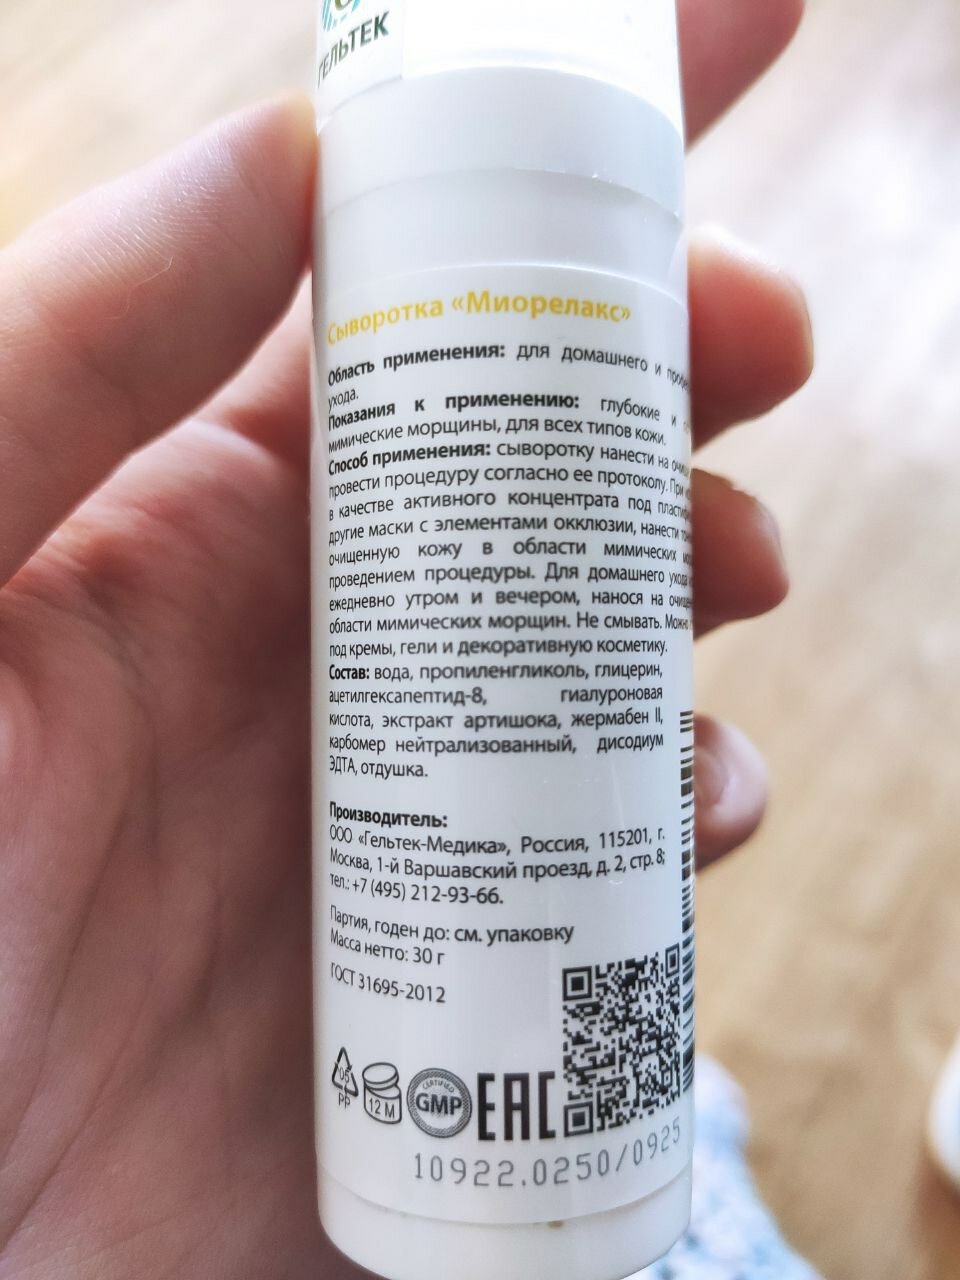 ГЕЛЬТЕК
Сыворотка «Миорелакс»
Область применения: для домашнего и
ухода.
Показания к применению: глубокие и
мимические морщины, для всех типов кожи.
Способ применения: сыворотку нанести на
провести процедуру согласно ее протоколу. При
в качестве активного концентрата под
другие маски с элементами окклюзии, нанести
очищенную кожу в области мимических
проведением процедуры. Для домашнего ухода
ежедневно утром и вечером, нанося на
области мимических морщин. Не смывать. Можно
под кремы, гели и декоративную косметику.
Состав: вода, пропиленгликоль, глицерин,
ацетилгексапептид-8, гиалуроновая
кислота, экстракт артишока, жермабен II,
карбомер нейтрализованный, дисодиум
ЭДТА, отдушка.
Производитель:
ООО «Гельтек-Медика», Россия, 115201, г.
Москва, 1-й Варшавский проезд, д. 2, стр. 8;
тел.: +7 (495) 212-93-66.
Партия, годен до: см. упаковку
Масса нетто: 30 г
ГОСТ 31695-2012
05
PP
12 M
CERTIFIED
GMP
EAC
10922.0250/0925